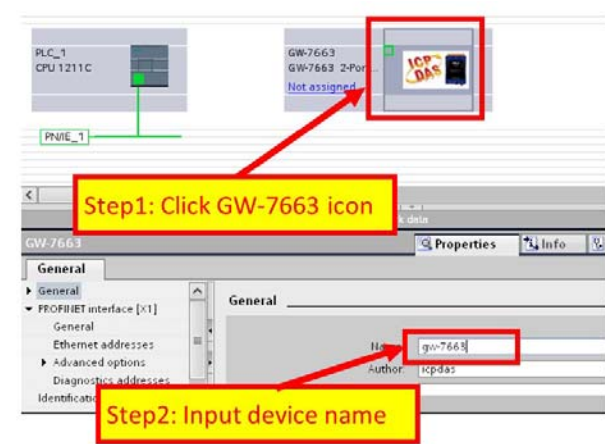 PLC_1
CPU 1211C
GW-7663
GW-7663 2-Por...
Not assigned
ICP
DAS
PN/IE_1
Step1: Click GW-7663 icon
data
GW-7663
Properties
Info
General
General
PROFINET interface [X1]
General
Ethernet addresses
Advanced options
Diagnostics addresses
General
gw-7663
Author:
icpdas
Step2: Input device name